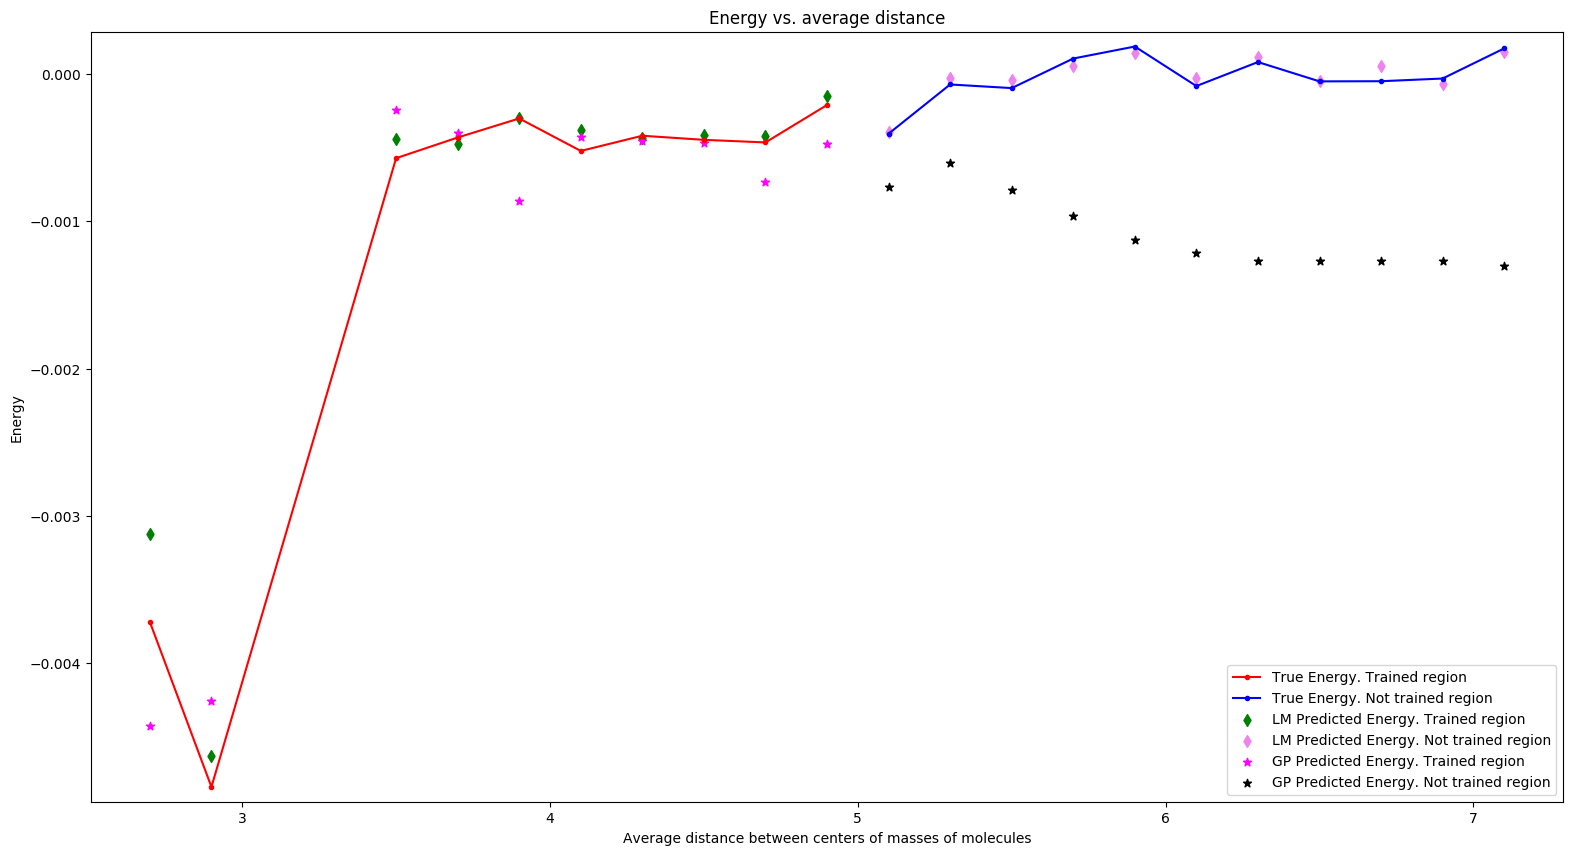 Energy vs. average distance
Energy
0.000
−0.001
−0.002
−0.003
−0.004
3
4
5
6
7
Average distance between centers of masses of molecules
True Energy. Trained region
True Energy. Not trained region
LM Predicted Energy. Trained region
LM Predicted Energy. Not trained region
GP Predicted Energy. Trained region
GP Predicted Energy. Not trained region